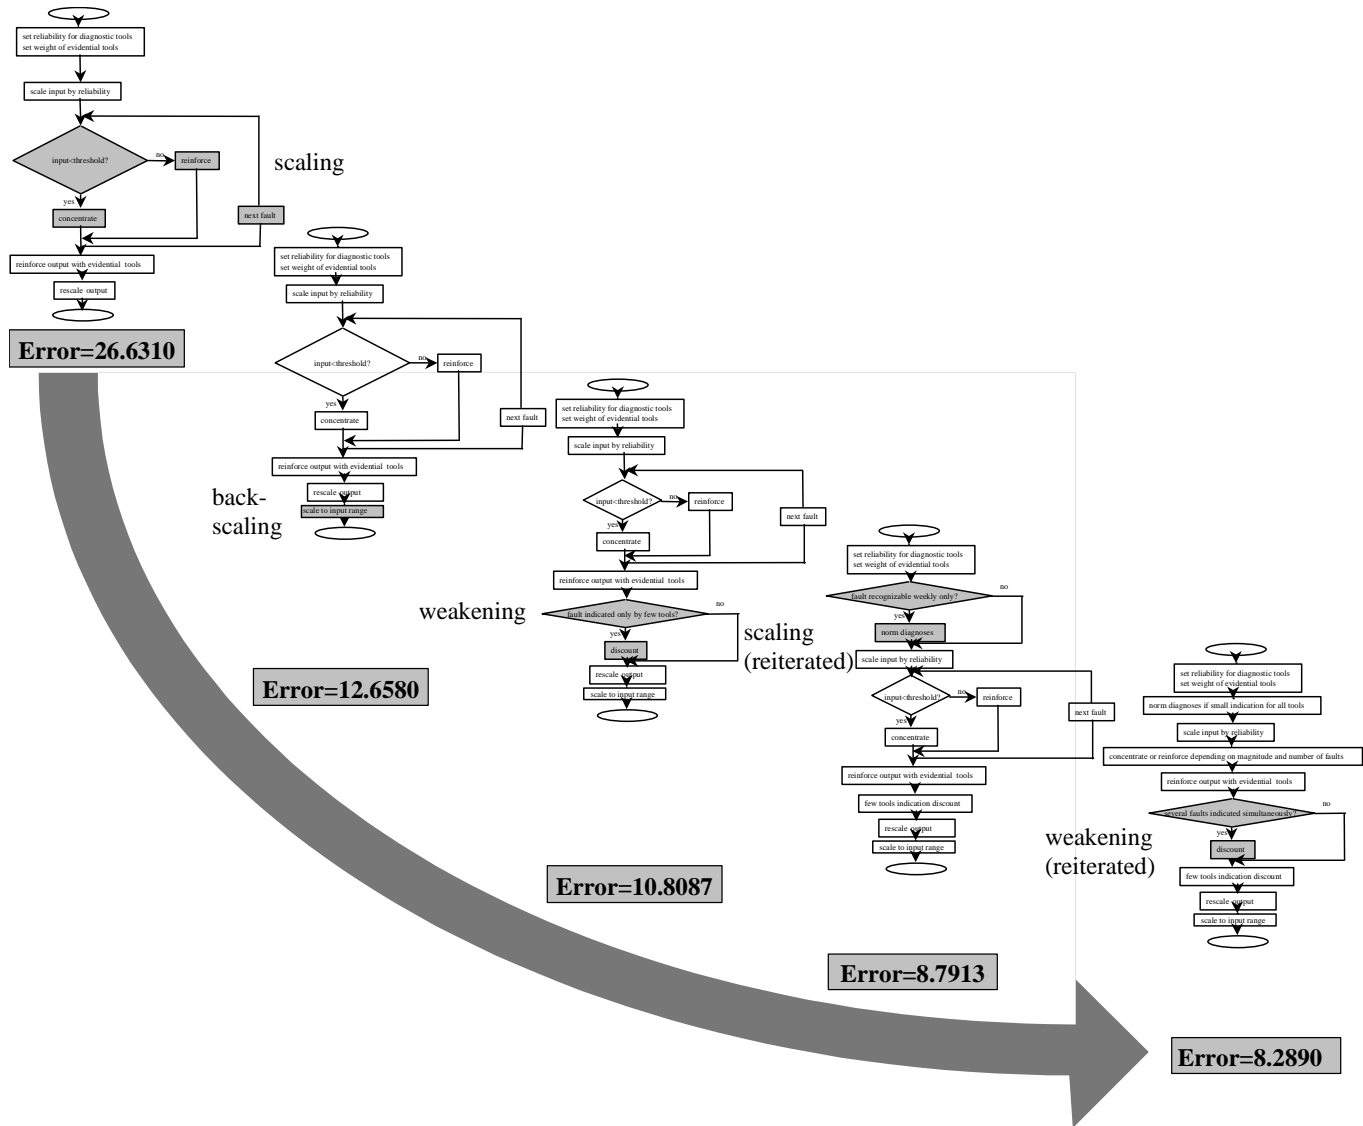 set reliability for diagnostic tools
set weight of evidential tools
scale input by reliability
input<threshold?
no
reinforce
yes
concentrate
next fault
reinforce output with evidential tools
rescale output
scaling
Error=26.6310
set reliability for diagnostic tools
set weight of evidential tools
scale input by reliability
input<threshold?
no
reinforce
yes
concentrate
next fault
reinforce output with evidential tools
rescale output
scale to input range
back-
scaling
Error=12.6580
set reliability for diagnostic tools
set weight of evidential tools
scale input by reliability
input<threshold?
no
reinforce
yes
concentrate
next fault
reinforce output with evidential tools
fault indicated only by few tools?
no
yes
discount
rescale output
scale to input range
weakening
Error=10.8087
set reliability for diagnostic tools
set weight of evidential tools
fault recognizable weekly only?
no
yes
norm diagnoses
scale input by reliability
input<threshold?
no
reinforce
yes
concentrate
next fault
reinforce output with evidential tools
few tools indication discount
rescale output
scale to input range
scaling
(reiterated)
Error=8.7913
set reliability for diagnostic tools
set weight of evidential tools
norm diagnoses if small indication for all tools
scale input by reliability
concentrate or reinforce depending on magnitude and number of faults
reinforce output with evidential tools
several faults indicated simultaneously?
no
yes
discount
few tools indication discount
rescale output
scale to input range
weakening
(reiterated)
Error=8.2890